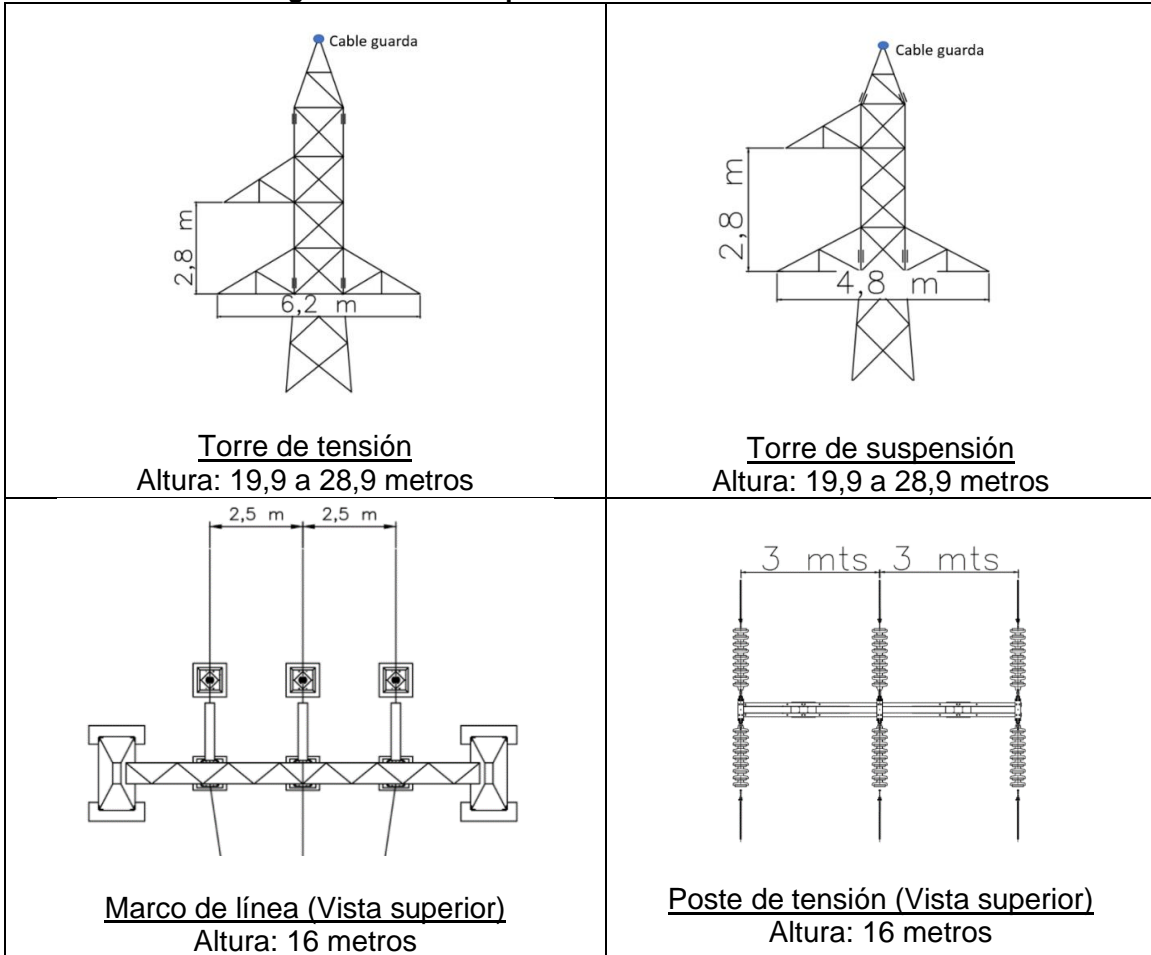 Cable guarda
2,8 m
6,2 m
Torre de tensión
Altura: 19,9 a 28,9 metros
Cable guarda
2,8 m
4,8 m
Torre de suspensión
Altura: 19,9 a 28,9 metros
2,5 m 2,5 m
Marco de línea (Vista superior)
Altura: 16 metros
3 mts 3 mts
Poste de tensión (Vista superior)
Altura: 16 metros